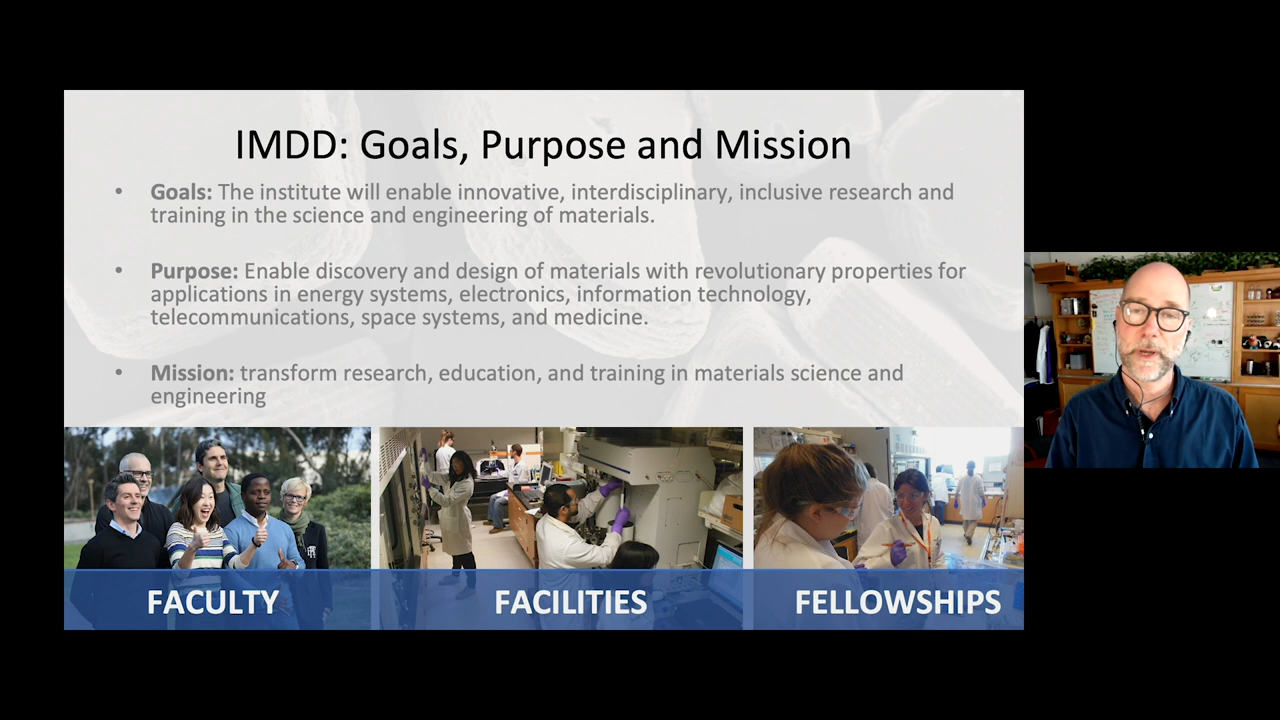 IMDD: Goals, Purpose and Mission
• Goals: The institute will enable innovative, interdisciplinary, inclusive research and
training in the science and engineering of materials.
• Purpose: Enable discovery and design of materials with revolutionary properties for
applications in energy systems, electronics, information technology,
telecommunications, space systems, and medicine.
• Mission: transform research, education, and training in materials science and
engineering
FACULTY
FACILITIES
FELLOWSHIPS